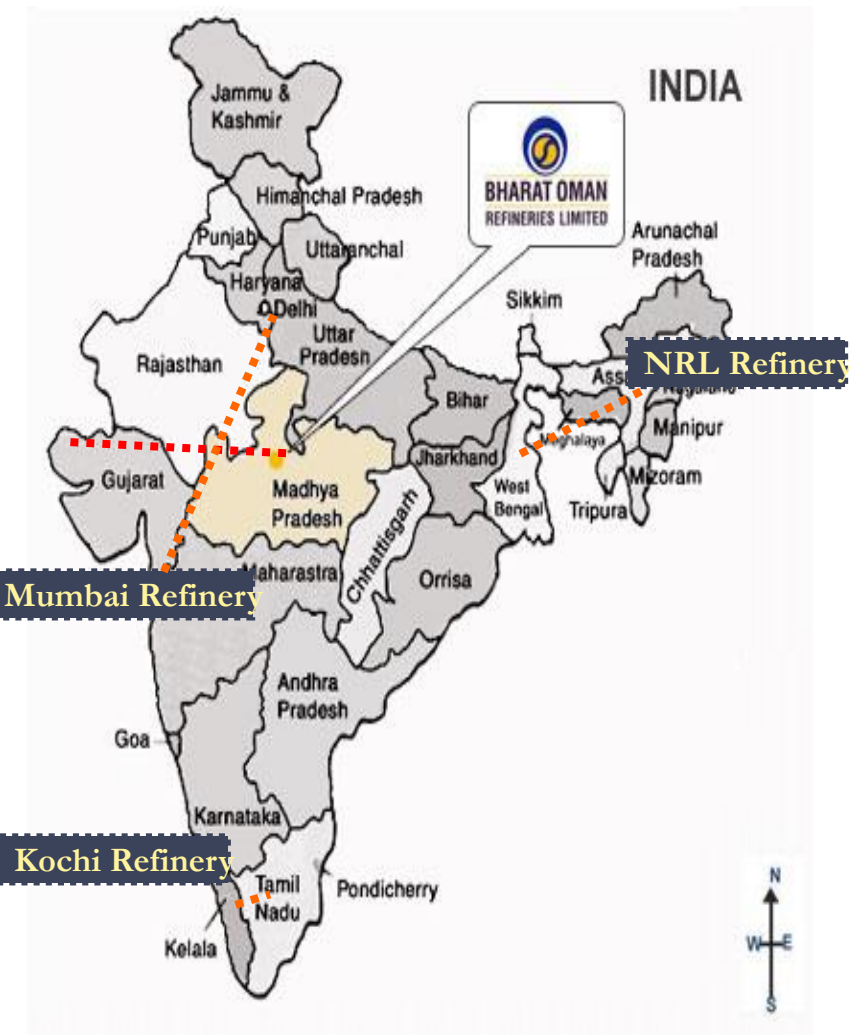 INDIA
Jammu &
Kashmir
BHARAT OMAN
REFINERIES LIMITED
Himanchal Pradesh
Punjab
Uttaranchal
Arunachal
Pradesh
Haryana
Delhi
Sikkim
Uttar
Pradesh
Rajasthan
NRL Refinery
Bihar
Manipur
Meghalaya
Jharkhand
Gujarat
Mizoram
Madhya
Pradesh
West
Bengal
Tripura
Chhattisgarh
Maharastra
Orrisa
Mumbai Refinery
Andhra
Pradesh
Goa
Karnataka
Kochi Refinery
Tamil
Nadu
Pondicherry
Kelala
N
W E
S